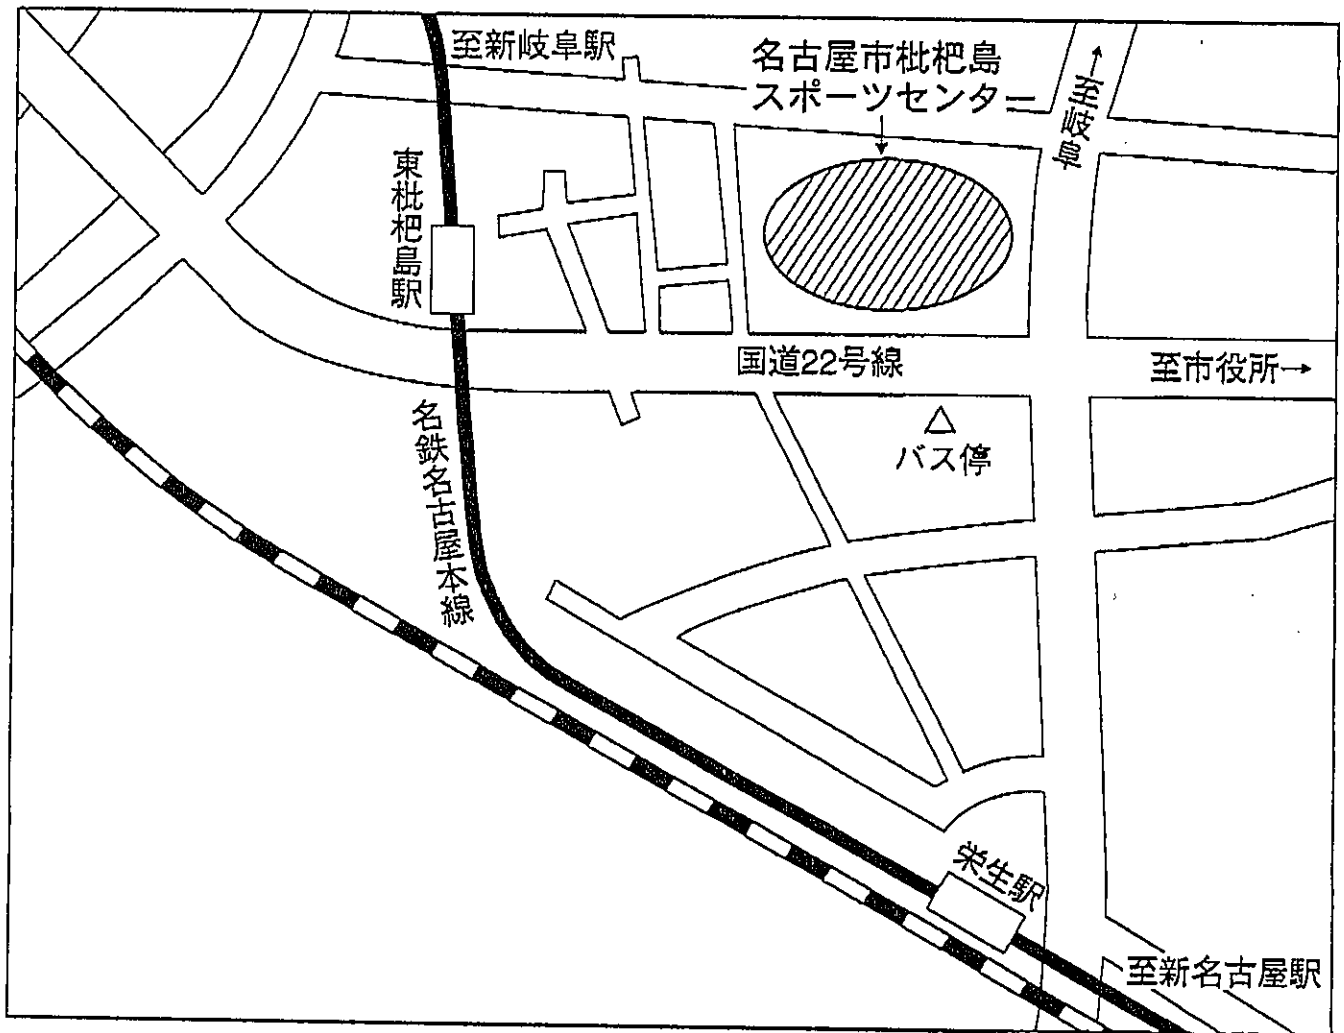 至新岐阜駅
名古屋市枇杷島
スポーツセンター
至岐阜
東枇杷島駅
国道22号線
至市役所
バス停
名鉄名古屋本線
栄生駅
至新名古屋駅